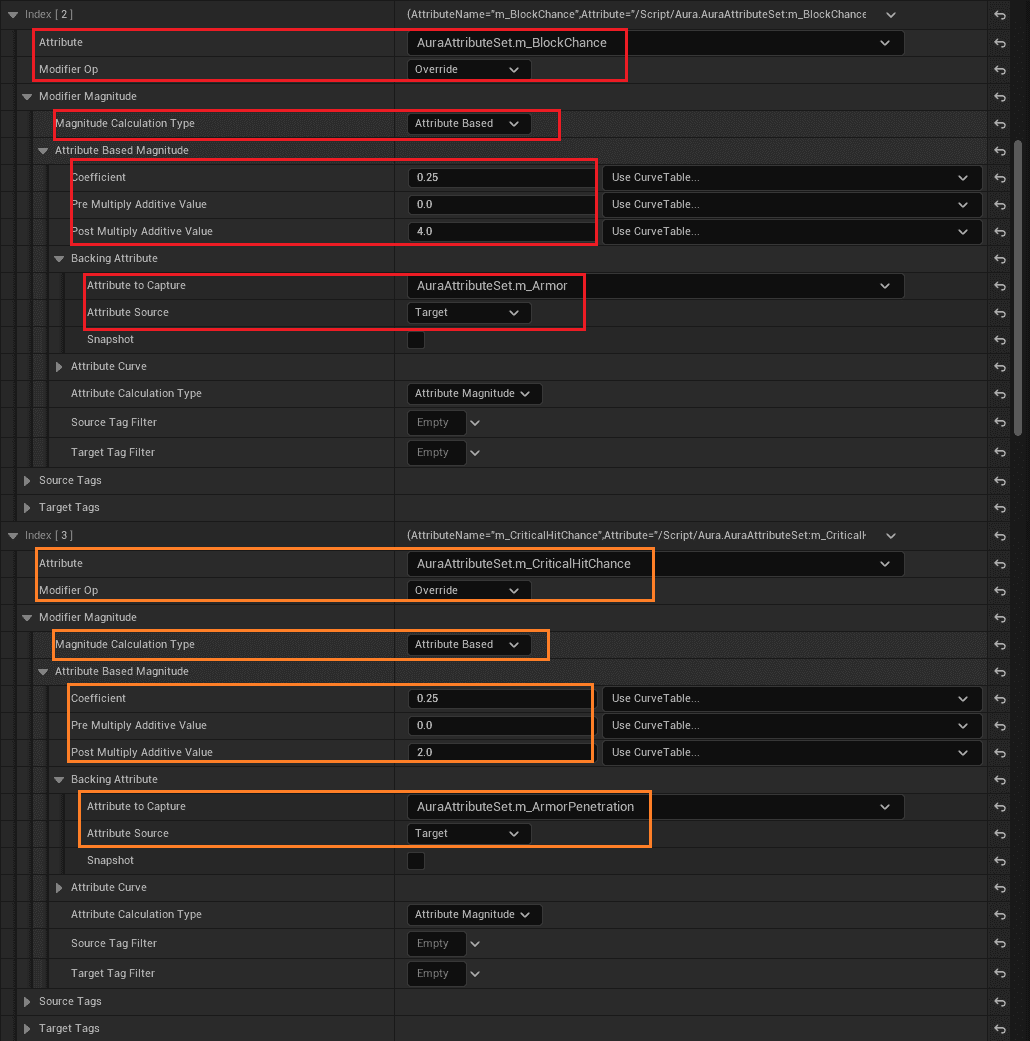 Index [ 2 ] (AttributeName="m_BlockChance",Attribute="/Script/Aura.AuraAttributeSet:m_BlockChance
Attribute AuraAttributeSet.m_BlockChance
Modifier Op Override
Modifier Magnitude
Magnitude Calculation Type Attribute Based
Attribute Based Magnitude
Coefficient 0.25 Use CurveTable...
Pre Multiply Additive Value 0.0 Use CurveTable...
Post Multiply Additive Value 4.0 Use CurveTable...
Backing Attribute
Attribute to Capture AuraAttributeSet.m_Armor
Attribute Source Target
Snapshot
Attribute Curve
Attribute Calculation Type Attribute Magnitude
Source Tag Filter Empty
Target Tag Filter Empty
Source Tags
Target Tags
Index [ 3 ] (AttributeName="m_CriticalHitChance",Attribute="/Script/Aura.AuraAttributeSet:m_Critical
Attribute AuraAttributeSet.m_CriticalHitChance
Modifier Op Override
Modifier Magnitude
Magnitude Calculation Type Attribute Based
Attribute Based Magnitude
Coefficient 0.25 Use CurveTable...
Pre Multiply Additive Value 0.0 Use CurveTable...
Post Multiply Additive Value 2.0 Use CurveTable...
Backing Attribute
Attribute to Capture AuraAttributeSet.m_ArmorPenetration
Attribute Source Target
Snapshot
Attribute Curve
Attribute Calculation Type Attribute Magnitude
Source Tag Filter Empty
Target Tag Filter Empty
Source Tags
Target Tags